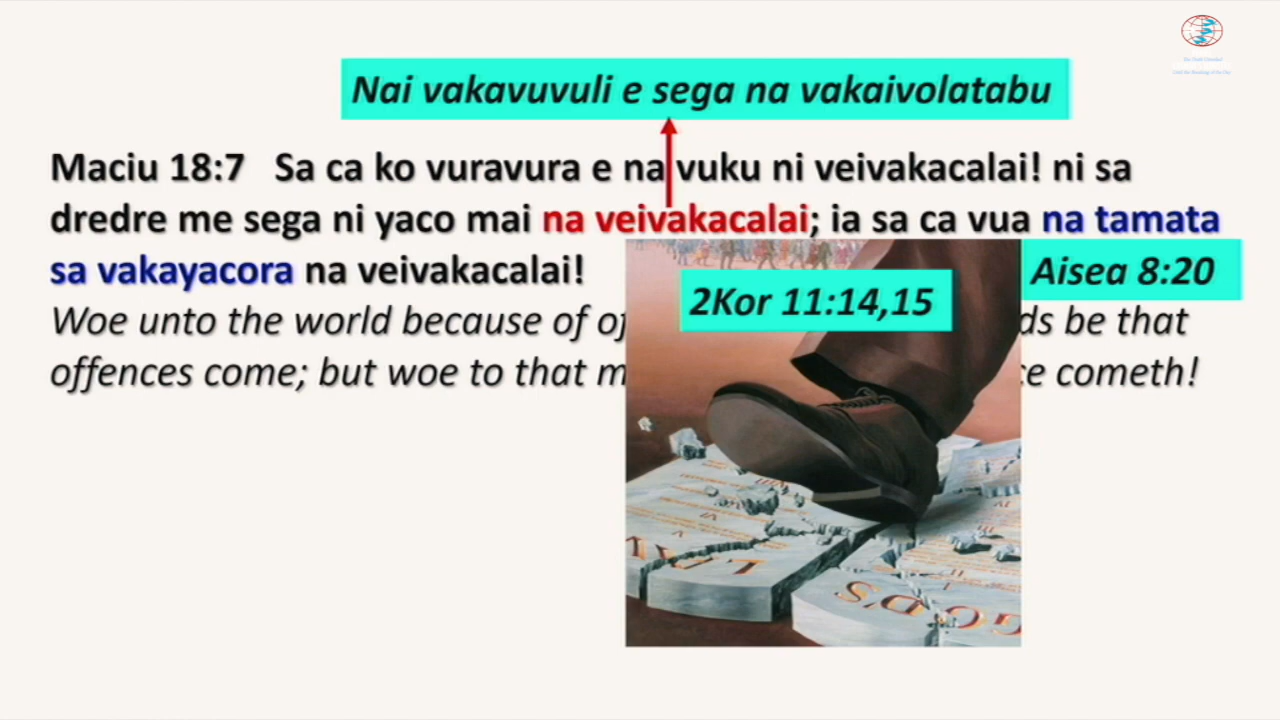 Nai vakavuvuli e sega na vakaivolatabu
Maciu 18:7 Sa ca ko vuravura e na vuku ni veivakacalai! ni sa
dredre me sega ni yaco mai na veivakacalai; ia sa ca vua na tamata
sa vakayacora na veivakacalai!
Aisea 8:20
2Kor 11:14,15
Woe unto the world because of be that
offences come; but woe to that cometh!
LAW
GOD'S